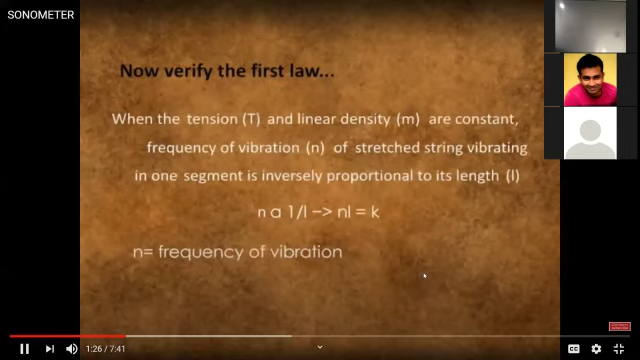 SONOMETER
Now verify the first law...
When the tension (T) and linear density (m) are constant,
frequency of vibration (n) of stretched string vibrating
in one segment is inversely proportional to its length (l)
n a 1/l —> nl = k
n= frequency of vibration
1:26 / 7:41
CC